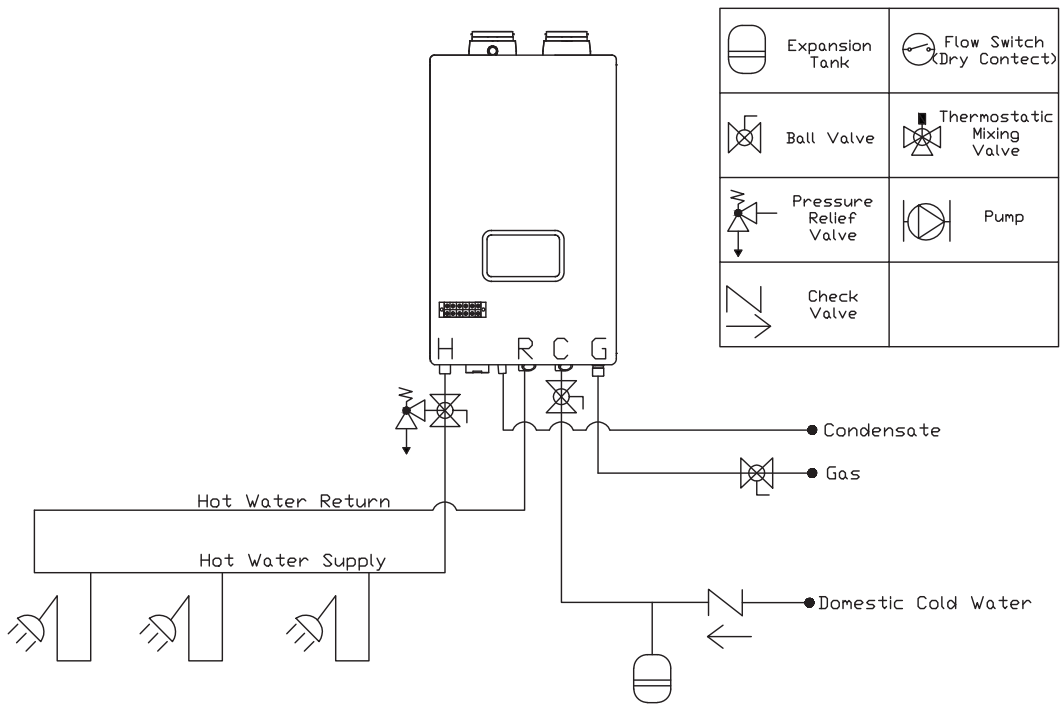 Expansion
Tank
Flow Switch
(Dry Contect)
Ball Valve
Thermostatic
Mixing
Valve
Pressure
Relief
Valve
Pump
Check
Valve
H R C G
Condensate
Gas
Hot Water Return
Hot Water Supply
Domestic Cold Water